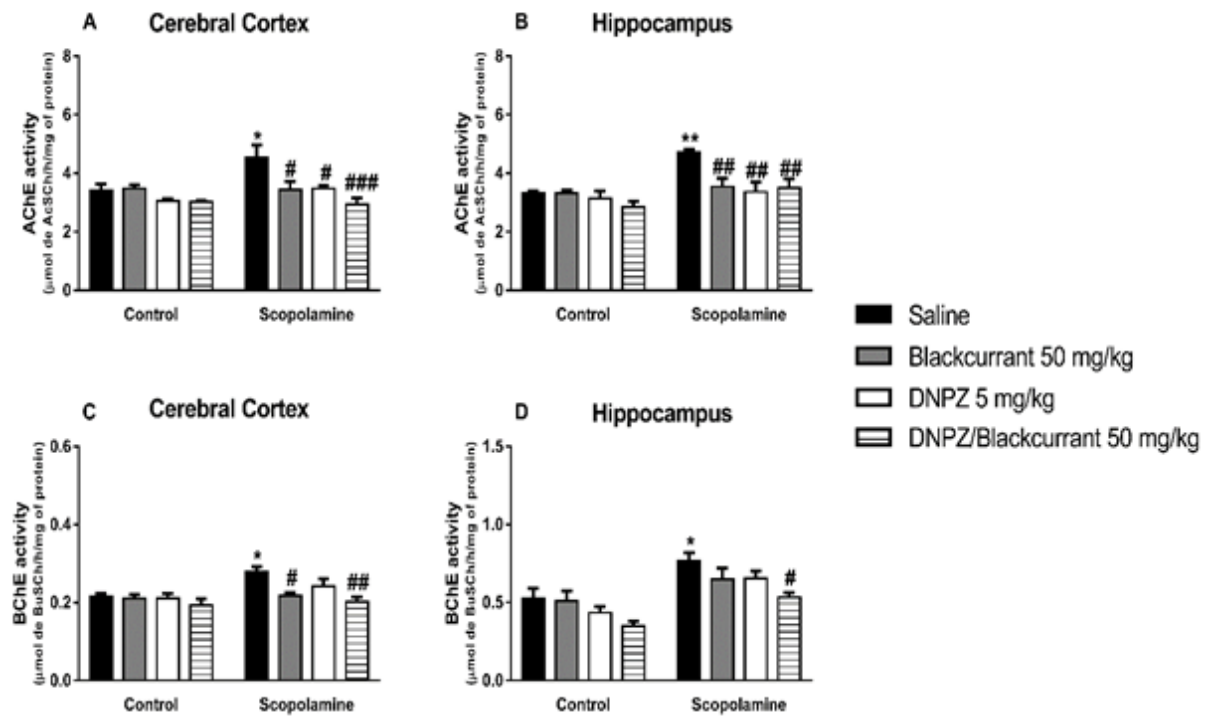 A Cerebral Cortex
AChE activity
(µmol de AcSCh/h/mg of protein)
8
6
4
2
0
*
#
#
###
Control
Scopolamine
B Hippocampus
AChE activity
(µmol de AcSCh/h/mg of protein)
8
6
4
2
0
**
##
##
##
Control
Scopolamine
Saline
Blackcurrant 50 mg/kg
DNPZ 5 mg/kg
DNPZ/Blackcurrant 50 mg/kg
C Cerebral Cortex
BChE activity
(µmol de BuSCh/h/mg of protein)
0.6
0.4
0.2
0.0
*
#
##
Control
Scopolamine
D Hippocampus
BChE activity
(µmol de BuSCh/h/mg of protein)
1.5
1.0
0.5
0.0
*
#
Control
Scopolamine